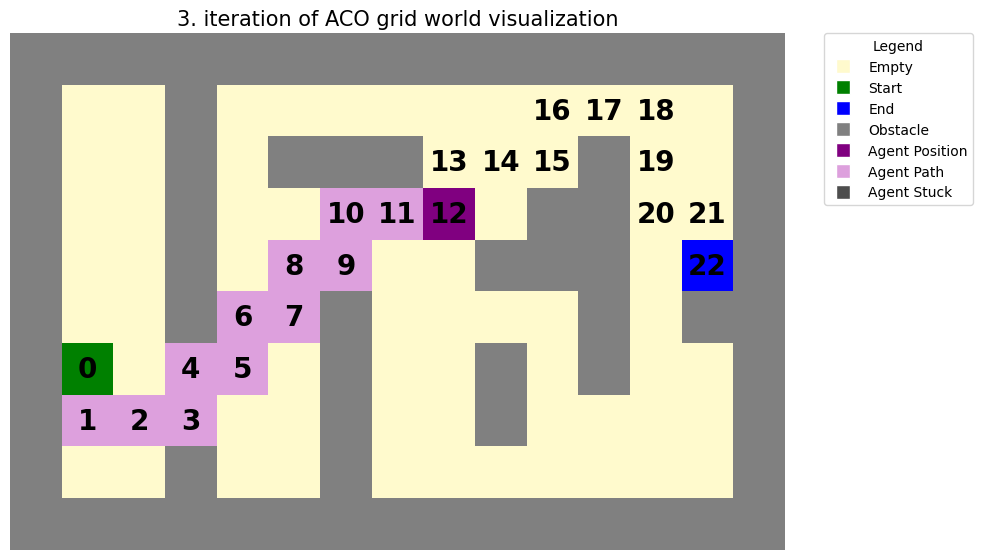 3. iteration of ACO grid world visualization
Legend
Empty
Start
End
Obstacle
Agent Position
Agent Path
Agent Stuck
16 17 18
13 14 15 19
10 11 12 20 21
8 9 22
6 7
0 4 5
1 2 3